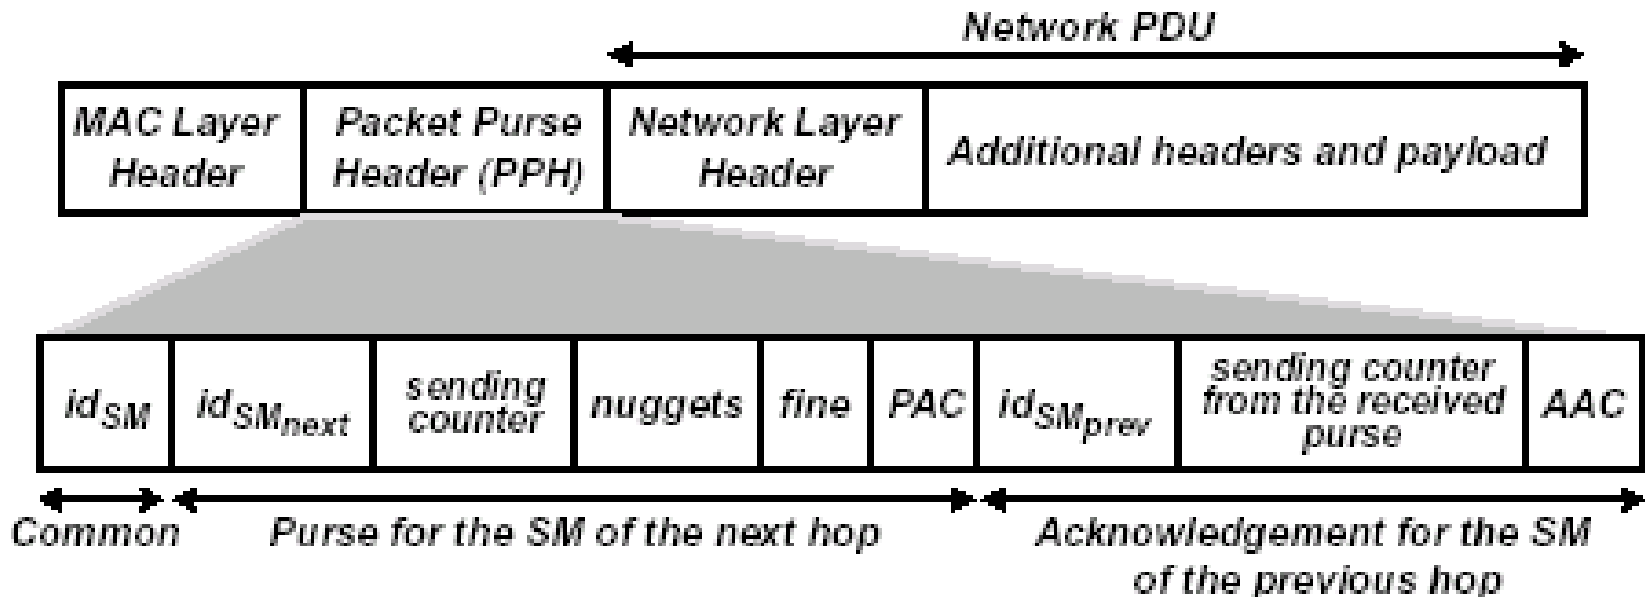 Network PDU
MAC Layer
Header
Packet Purse
Header (PPH)
Network Layer
Header
Additional headers and payload
idSM
idSMnext
sending
counter
nuggets
fine
PAC
idSMprev
sending counter
from the received
purse
AAC
Common
Purse for the SM of the next hop
Acknowledgement for the SM
of the previous hop